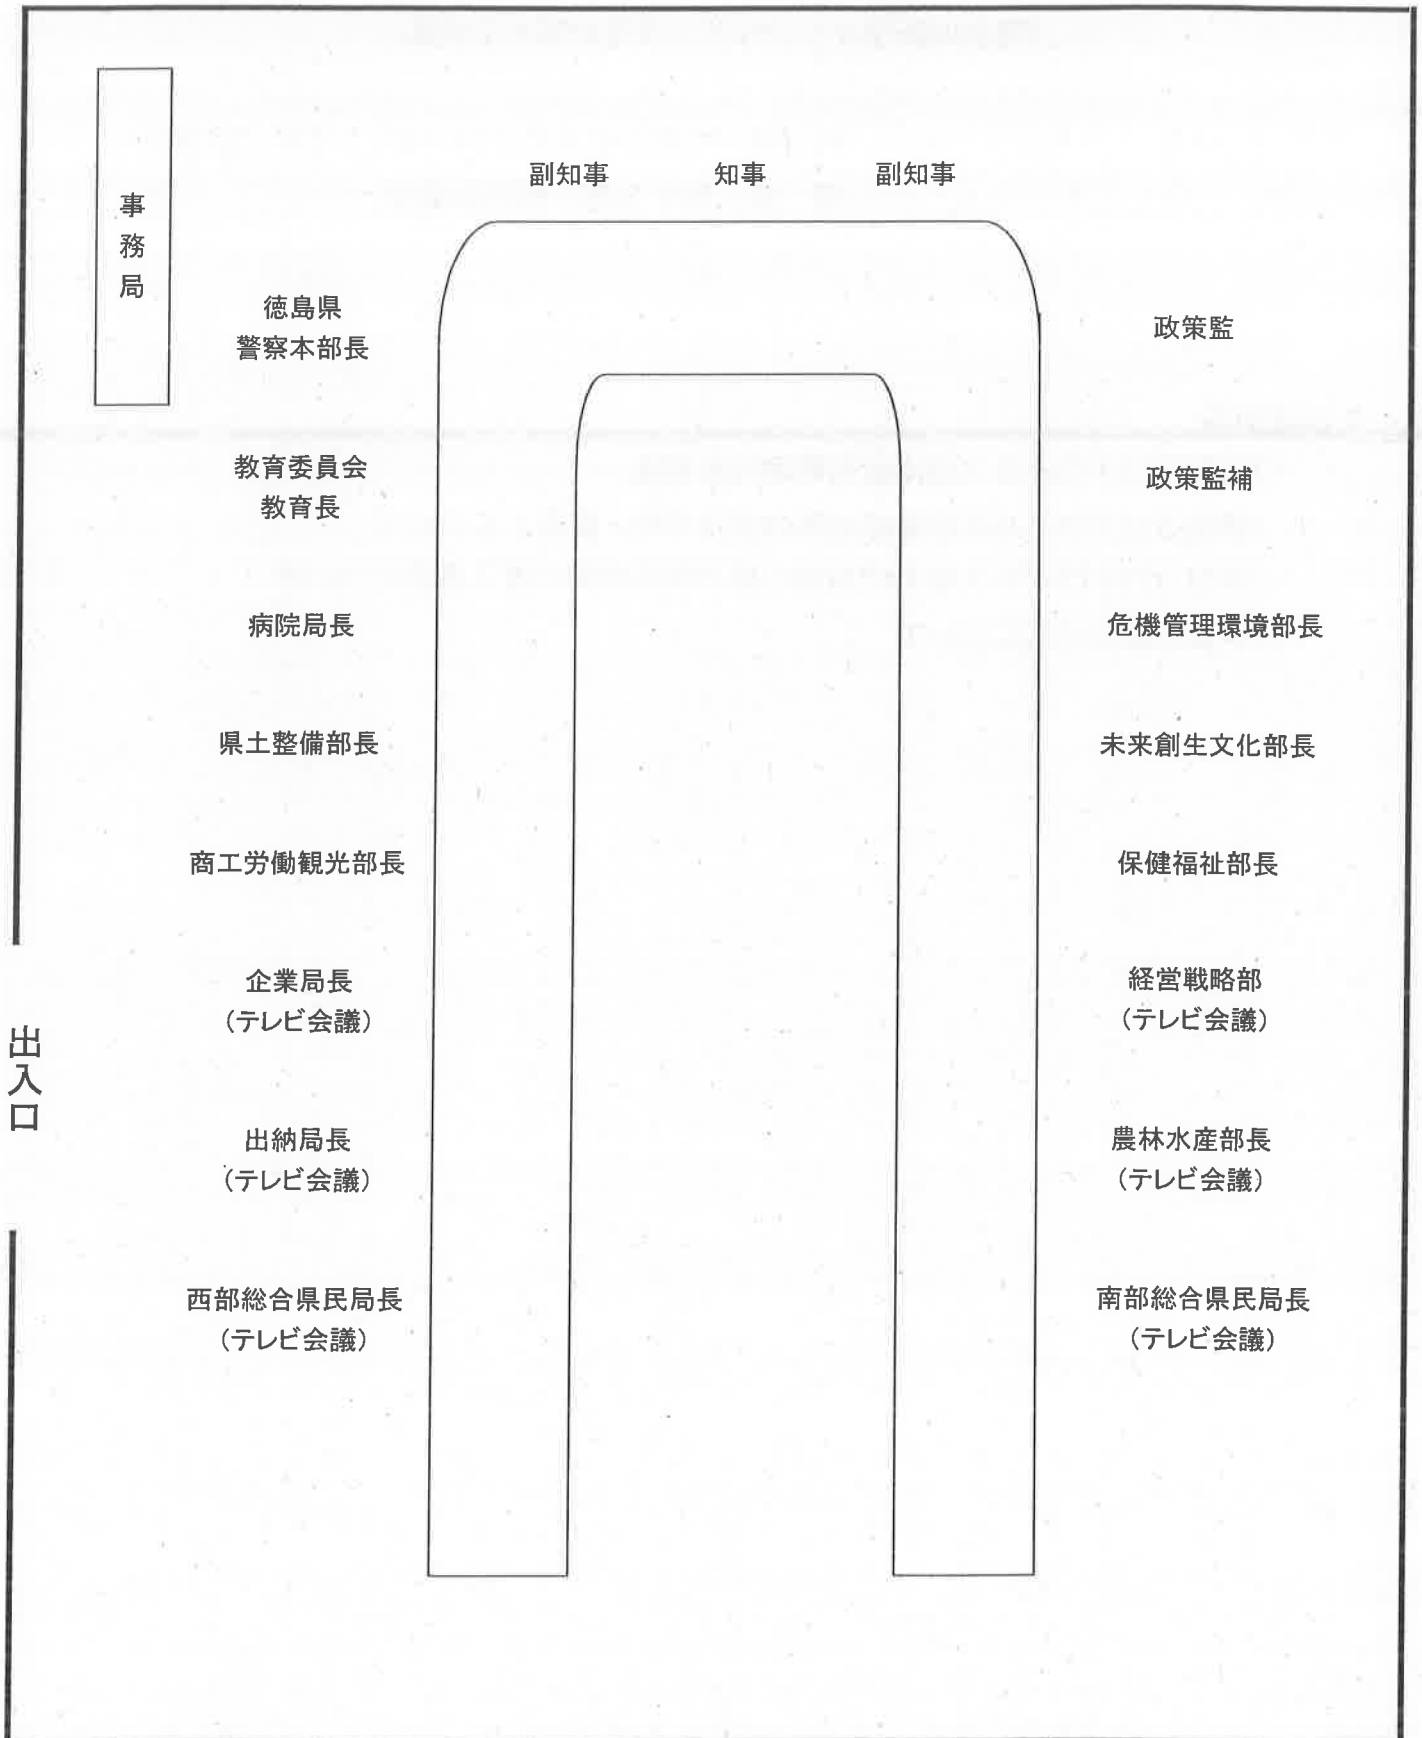 副知事
知事
副知事
事務局
徳島県
警察本部長
政策監
教育委員会
教育長
政策監補
病院局長
危機管理環境部長
県土整備部長
未来創生文化部長
商工労働観光部長
保健福祉部長
企業局長
（テレビ会議）
経営戦略部
（テレビ会議）
出入口
出納局長
（テレビ会議）
農林水産部長
（テレビ会議）
西部総合県民局長
（テレビ会議）
南部総合県民局長
（テレビ会議）